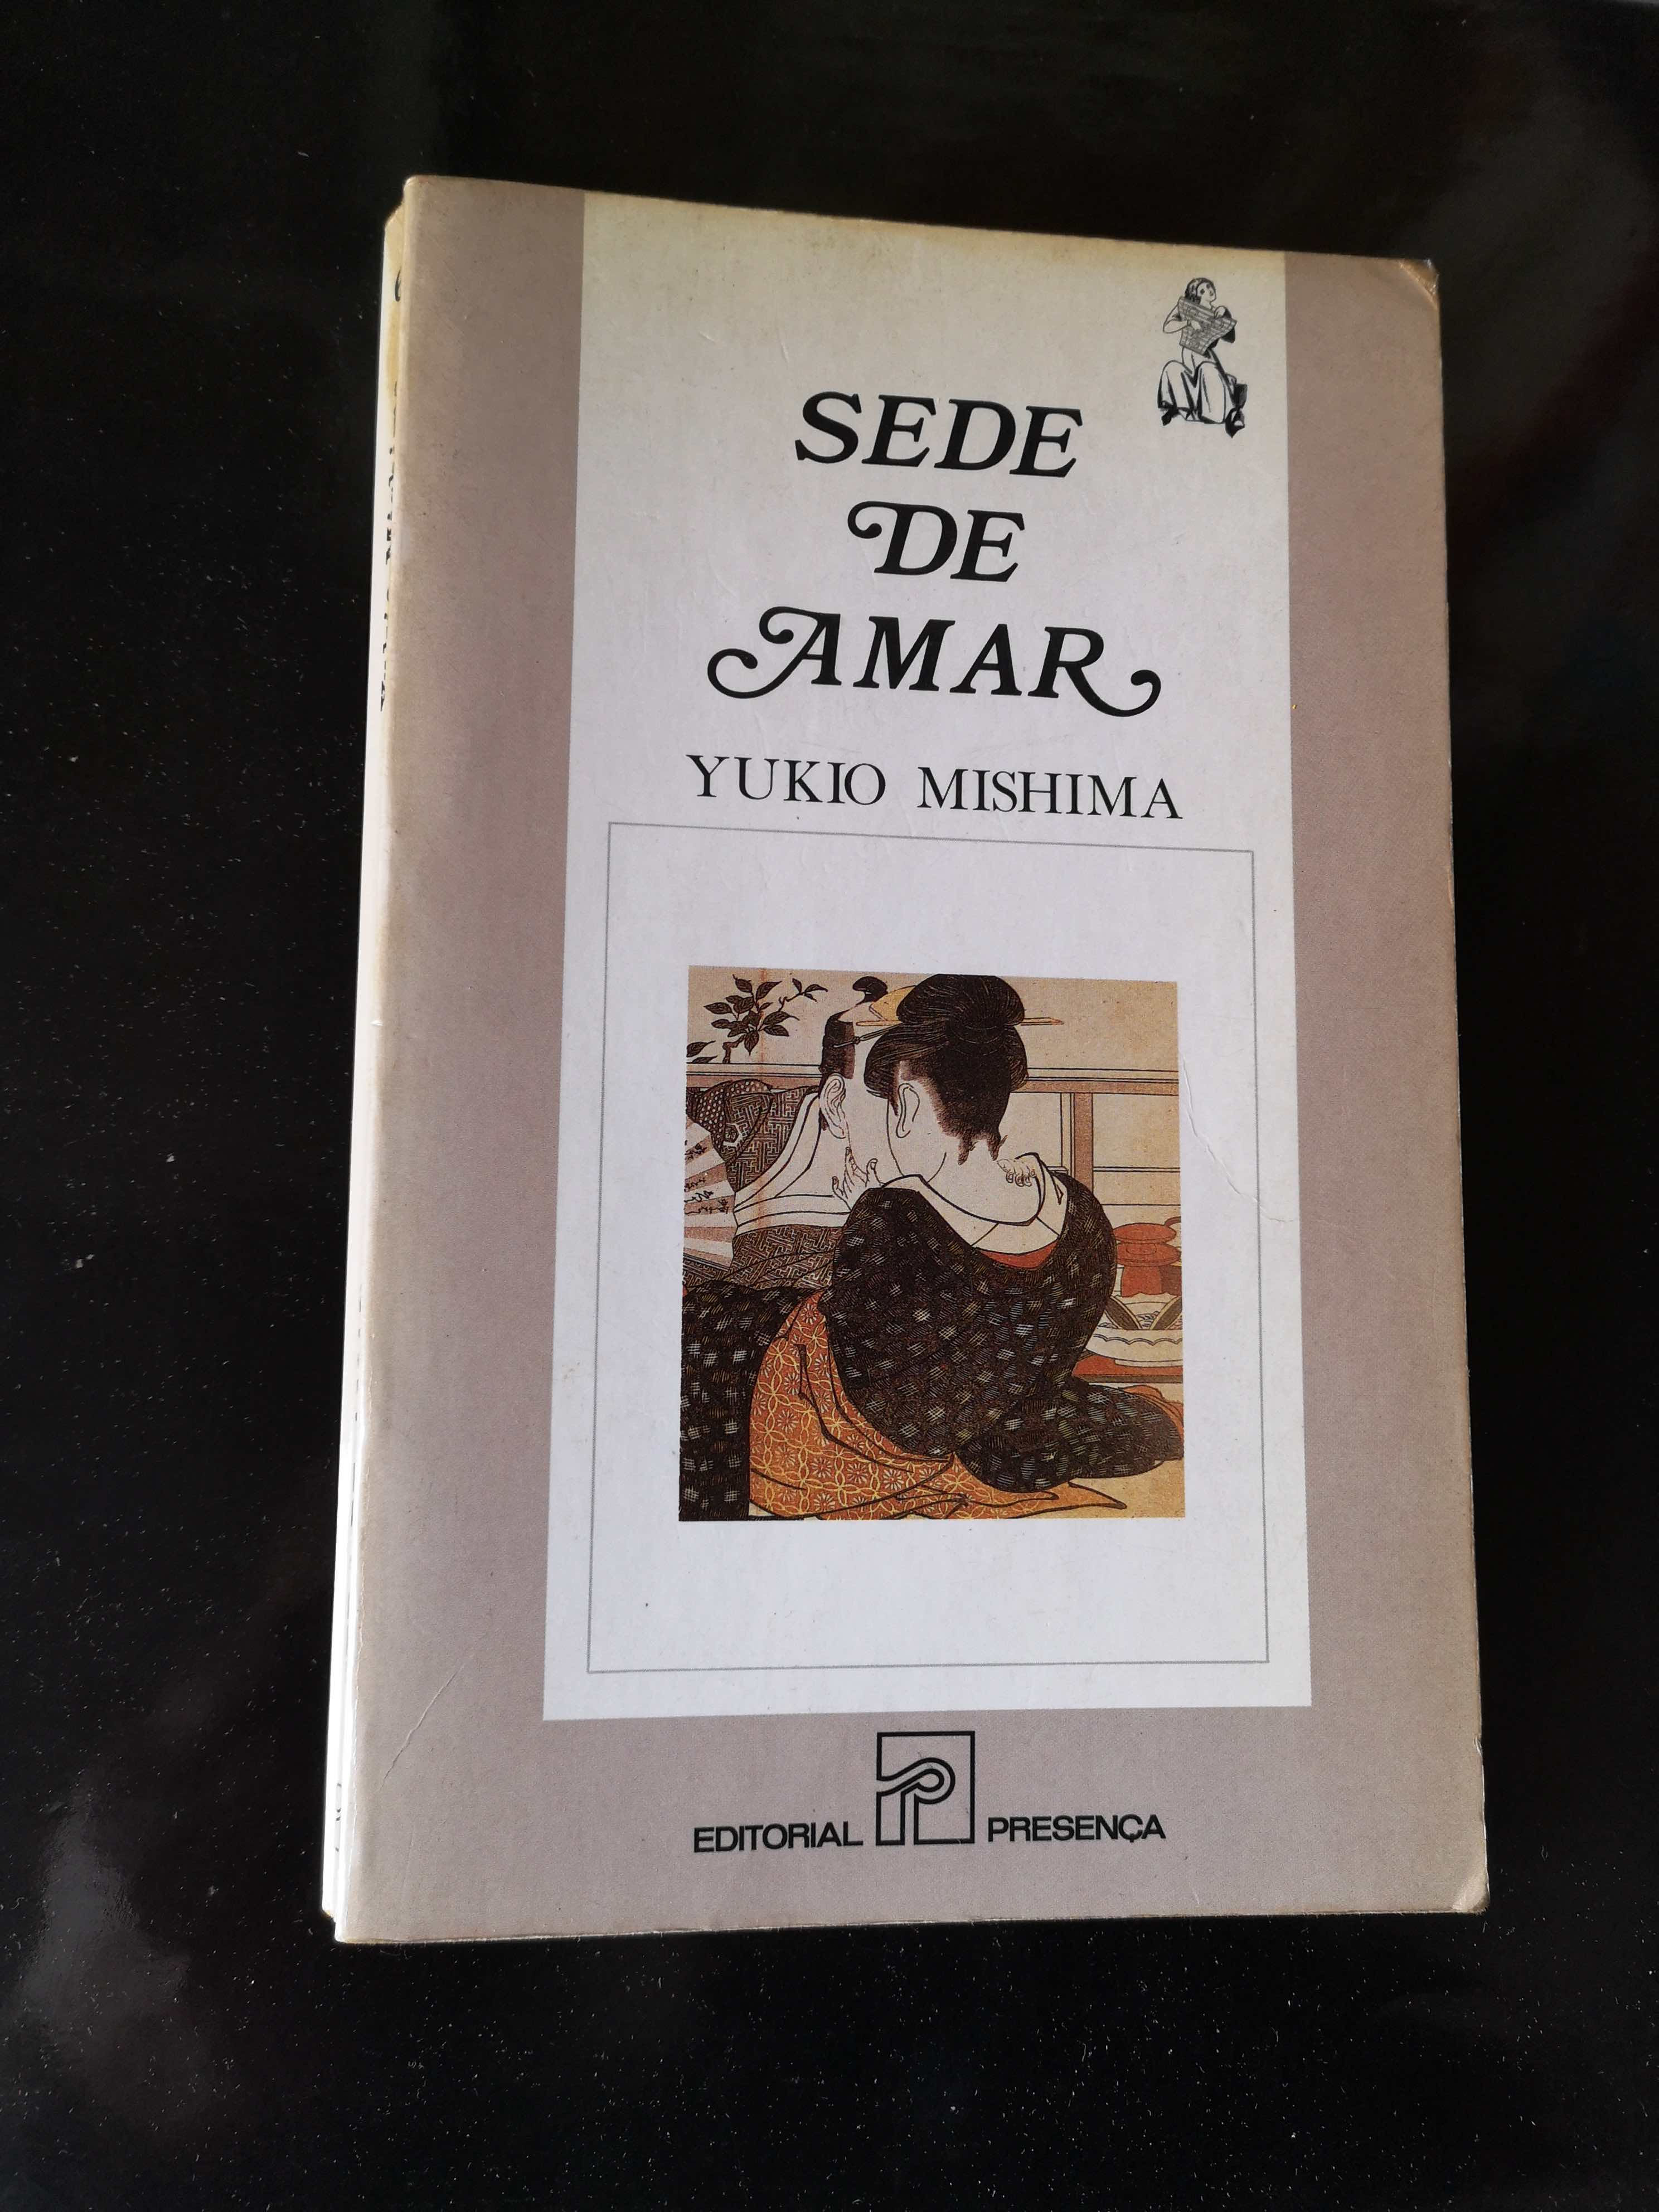 SEDE
DE
AMAR
YUKIO MISHIMA
EDITORIAL PRESENÇA